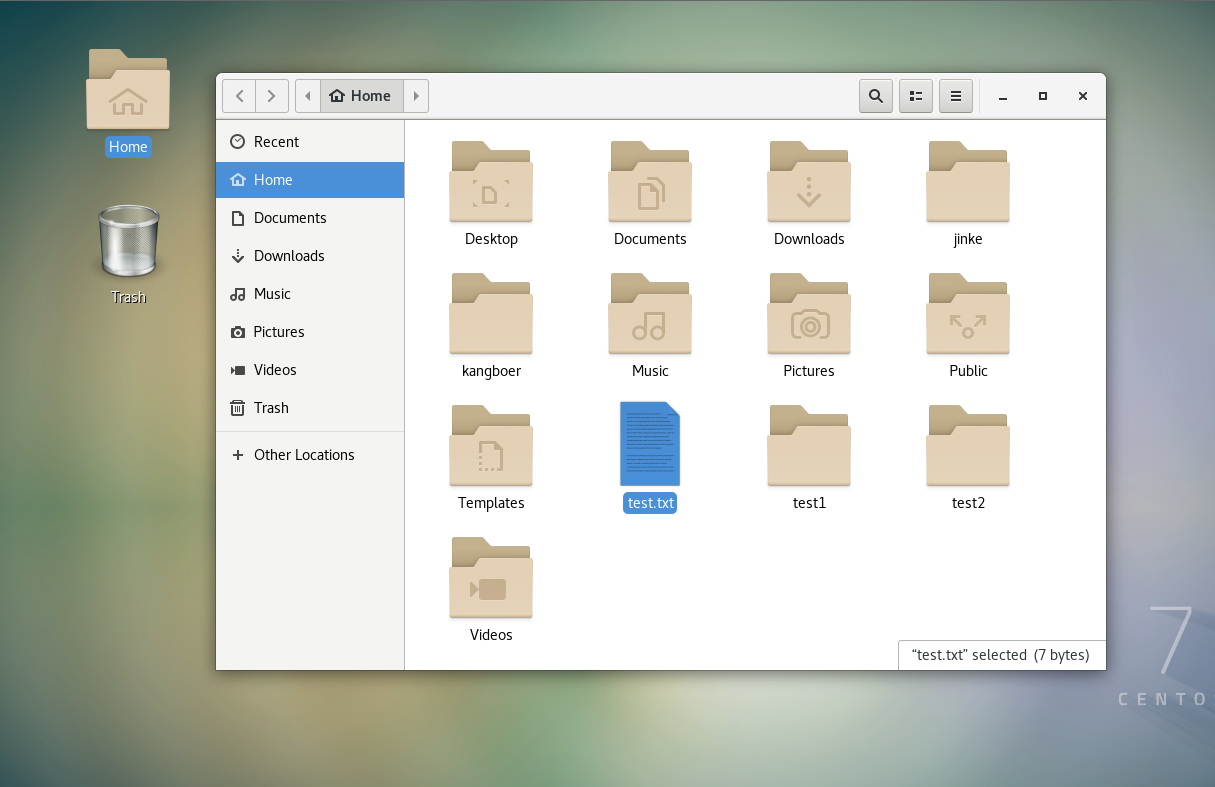 Home
Trash
Home
Recent
Home
Documents
Downloads
Music
Pictures
Videos
Trash
Other Locations
Desktop
Documents
Downloads
jinke
kangboer
Music
Pictures
Public
Templates
test.txt
test1
test2
Videos
“test.txt” selected (7 bytes)
7
CENTO